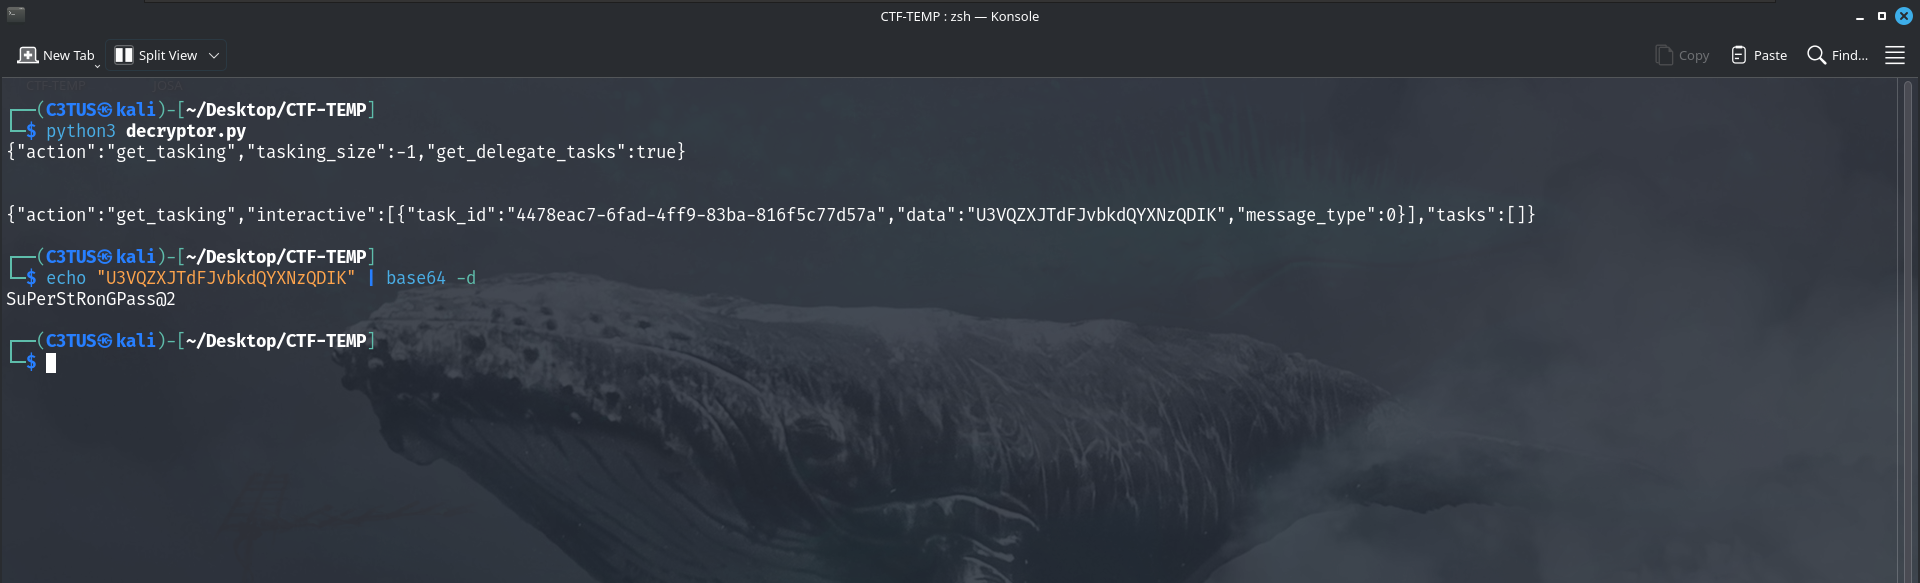 CTF-TEMP : zsh — Konsole
New Tab Split View Copy Paste Find...
┌──(C3TUS㉿kali)-[~/Desktop/CTF-TEMP]
└─$ python3 decryptor.py
{"action":"get_tasking","tasking_size":-1,"get_delegate_tasks":true}
{"action":"get_tasking","interactive":[{"task_id":"4478eac7-6fad-4ff9-83ba-816f5c77d57a","data":"U3VQZXJTdFJvbkdQYXNzQDIK","message_type":0}],"tasks":[]}
┌──(C3TUS㉿kali)-[~/Desktop/CTF-TEMP]
└─$ echo "U3VQZXJTdFJvbkdQYXNzQDIK" | base64 -d
SuPerStRonGPass@2
┌──(C3TUS㉿kali)-[~/Desktop/CTF-TEMP]
└─$